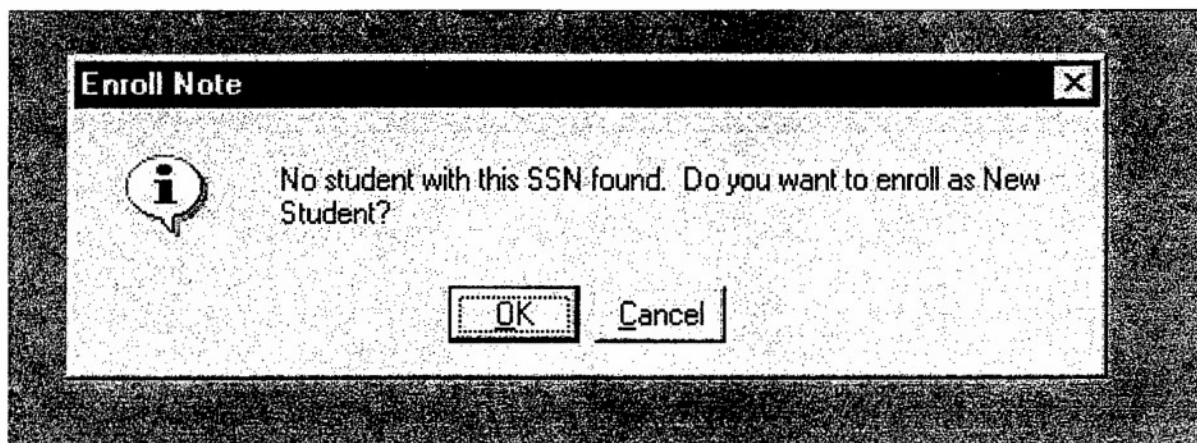 Enroll Note
No student with this SSN found.  Do you want to enroll as New
Student?
OK
Cancel